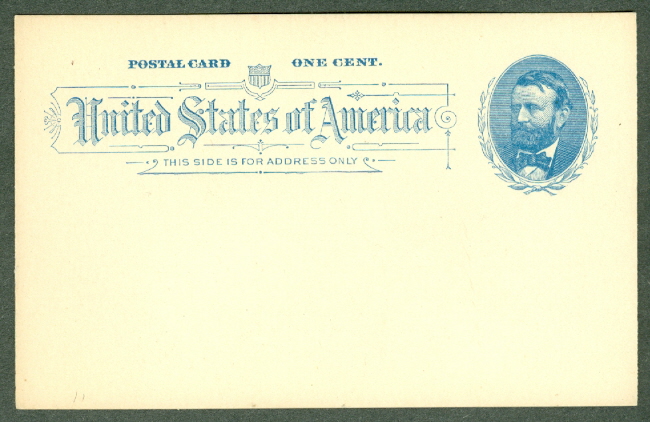 POSTAL CARD ONE CENT.
United States of America
THIS SIDE IS FOR ADDRESS ONLY